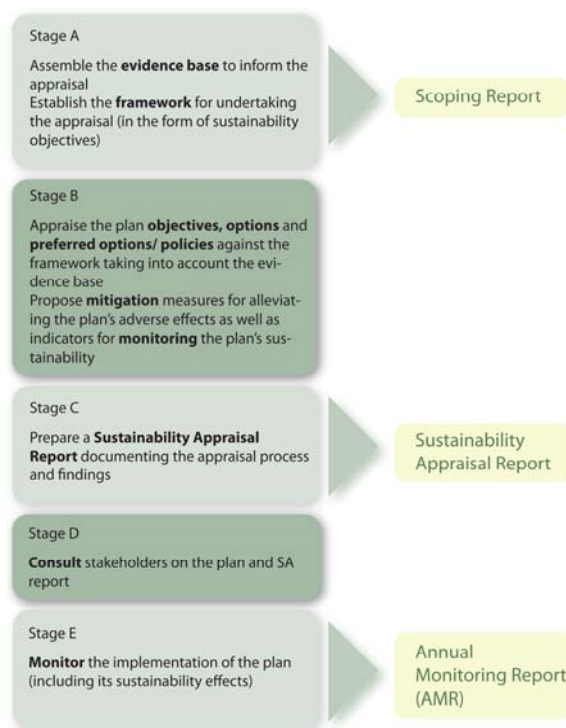 Stage A
Assemble the evidence base to inform the
appraisal
Establish the framework for undertaking
the appraisal (in the form of sustainability
objectives)
Scoping Report
Stage B
Appraise the plan objectives, options and
preferred options/ policies against the
framework taking into account the evi-
dence base
Propose mitigation measures for alleviat-
ing the plan's adverse effects as well as
indicators for monitoring the plan's sus-
tainability
Stage C
Prepare a Sustainability Appraisal
Report documenting the appraisal process
and findings
Sustainability
Appraisal Report
Stage D
Consult stakeholders on the plan and SA
report
Stage E
Monitor the implementation of the plan
(including its sustainability effects)
Annual
Monitoring Report
(AMR)